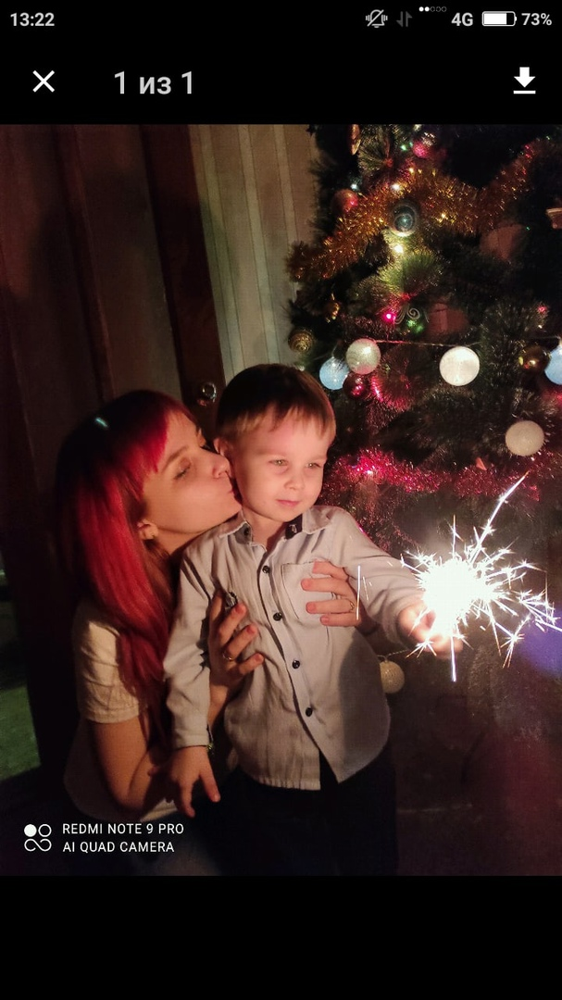 13:22
4G 73%
1 из 1
REDMI NOTE 9 PRO
AI QUAD CAMERA